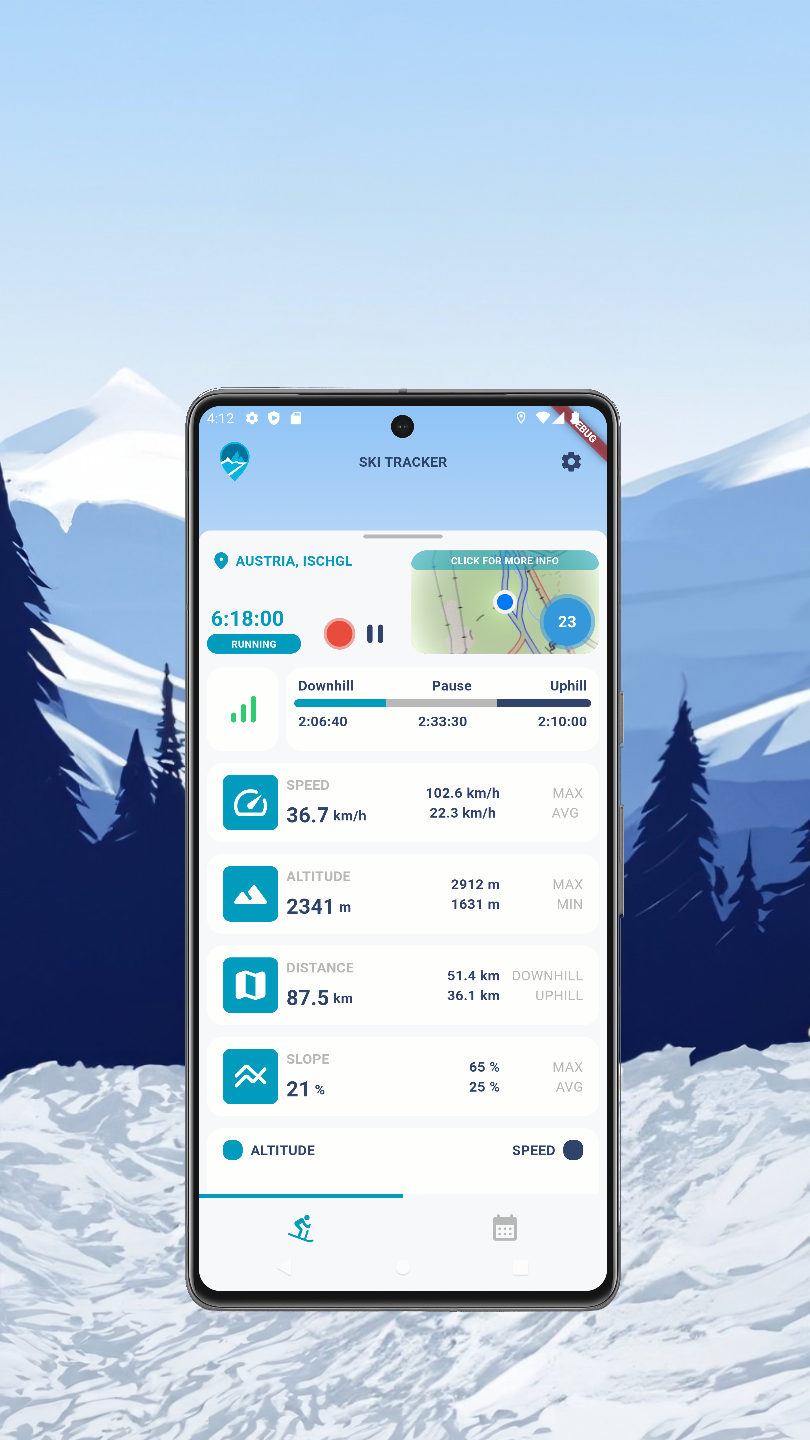 4:12
EBUG
SKI TRACKER
AUSTRIA, ISCHGL
CLICK FOR MORE INFO
6:18:00
RUNNING
23
Downhill Pause Uphill
2:06:40 2:33:30 2:10:00
SPEED
36.7 km/h
102.6 km/h MAX
22.3 km/h AVG
ALTITUDE
2341 m
2912 m MAX
1631 m MIN
DISTANCE
87.5 km
51.4 km DOWNHILL
36.1 km UPHILL
SLOPE
21 %
65 % MAX
25 % AVG
ALTITUDE SPEED